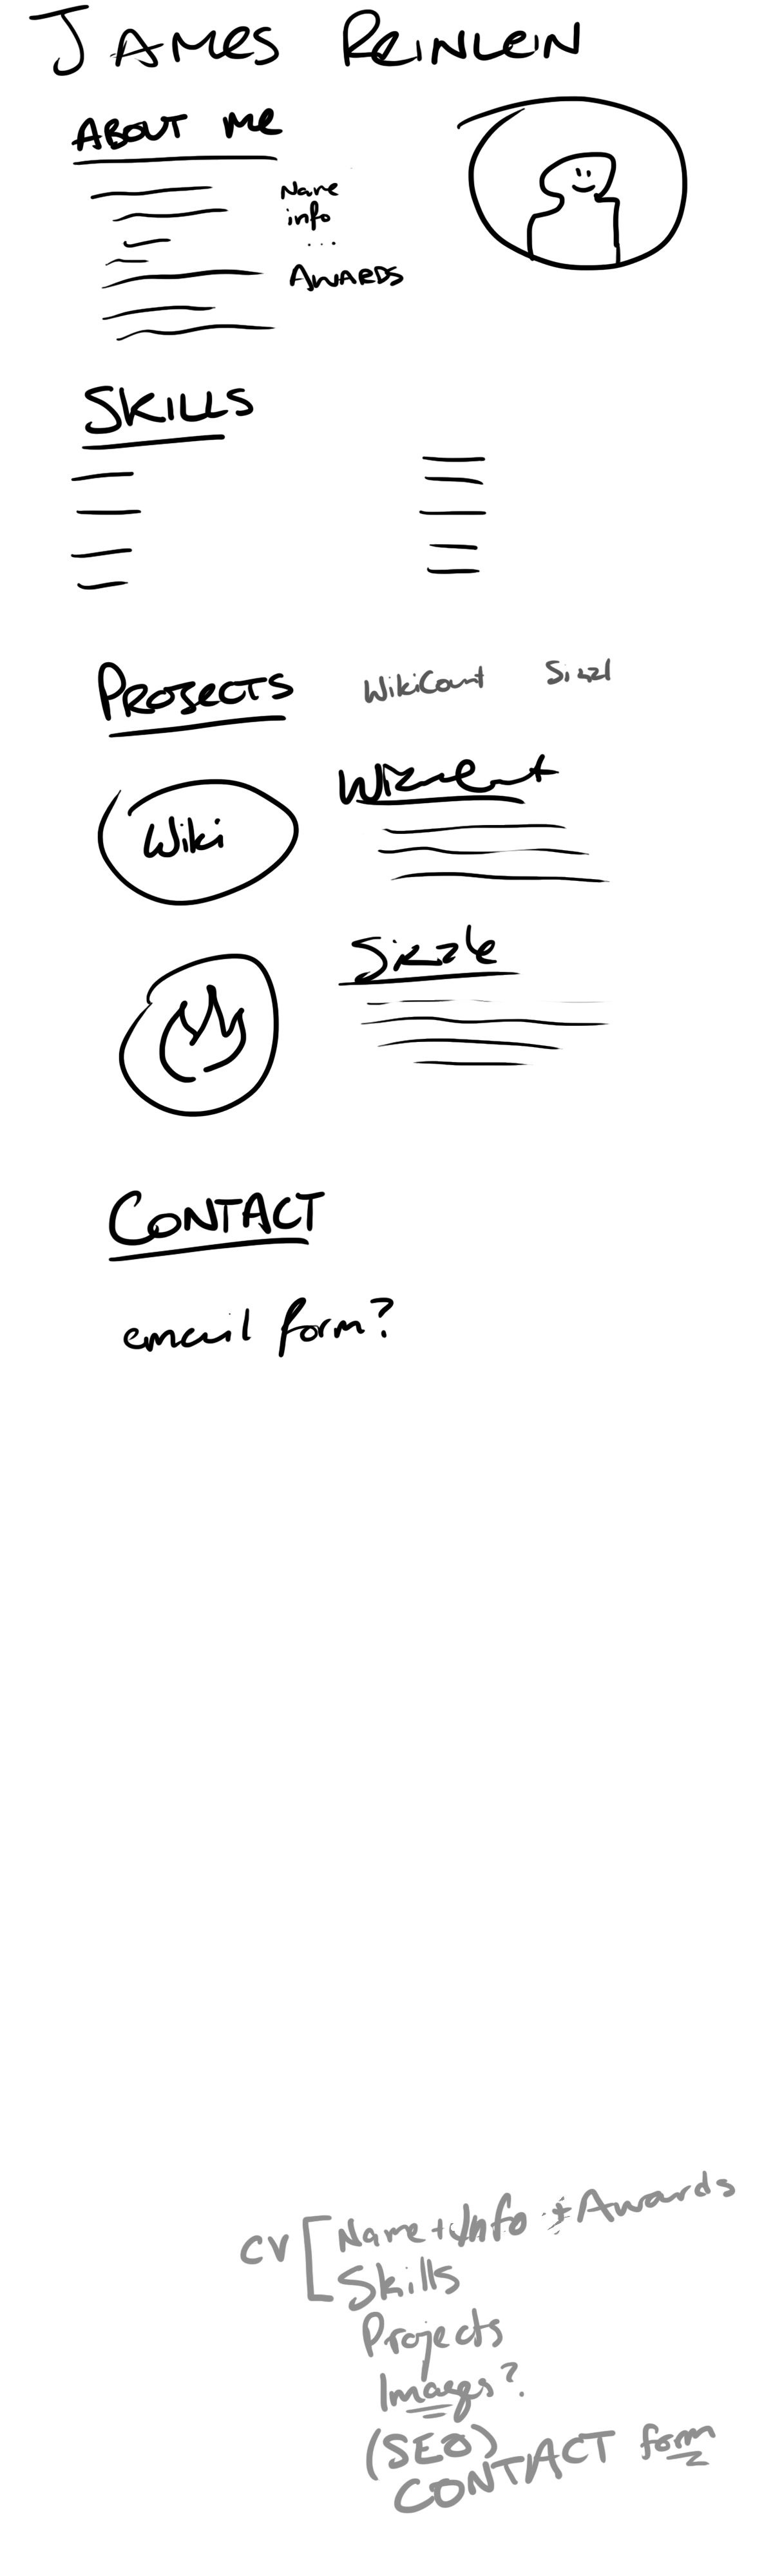 JAMES REINLEIN
ABOUT ME
Name
info
...
AWARDS
SKILLS
PROJECTS
WikiCount Sizzl
Wiki
Sizzle
CONTACT
email form?
CV [ Name + Info + Awards
Skills
Projects
Images?
(SEO)
CONTACT form